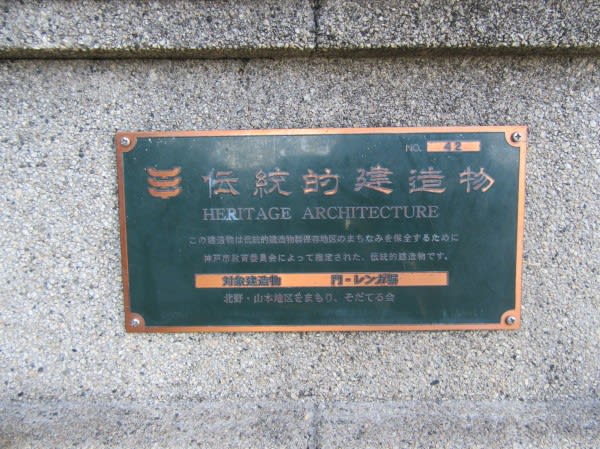 NO. 42
伝統的建造物
HERITAGE ARCHITECTURE
この建造物は伝統的建造物群保存地区のまちなみを保全するために
神戸市教育委員会によって指定された、伝統的建造物です。
対象建造物 門・レンガ塀
北野・山本地区をまもり、そだてる会